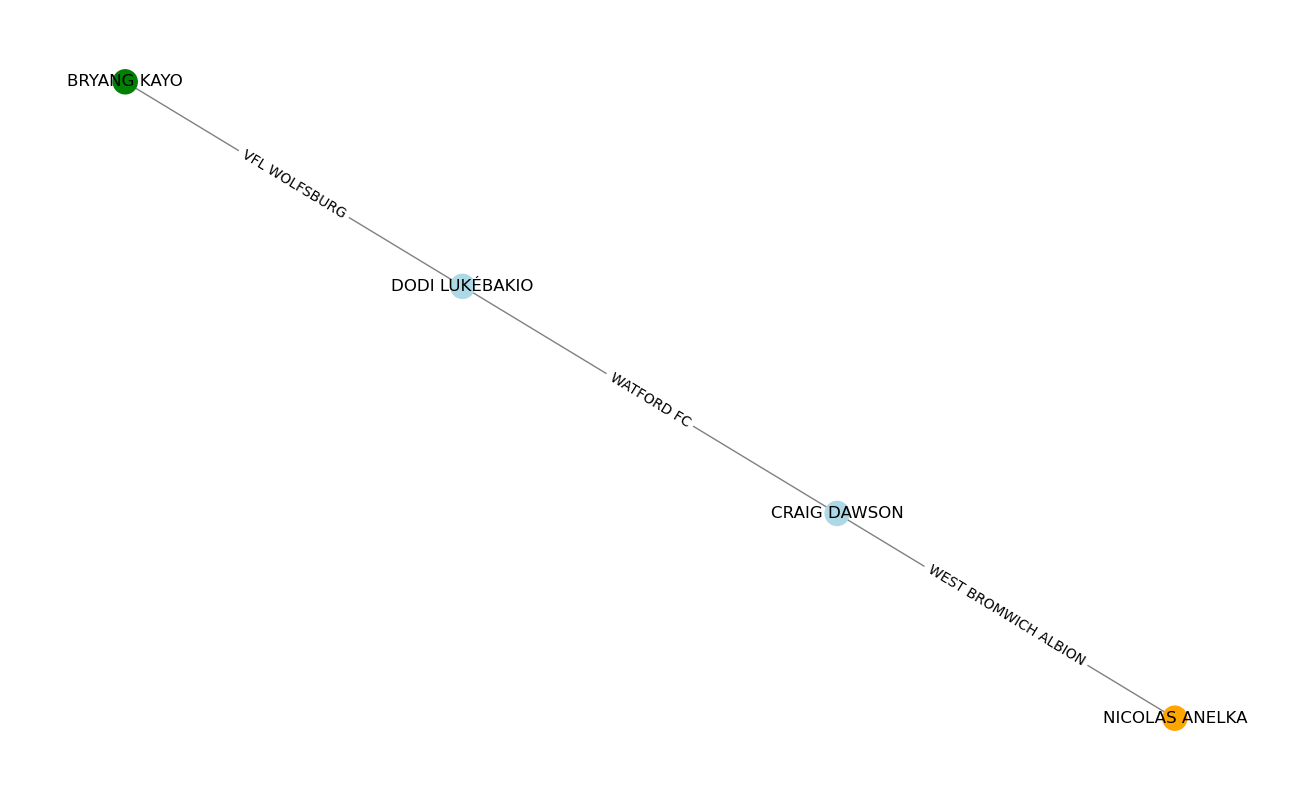 BRYANG KAYO
VFL WOLFSBURG
DODI LUKÉBAKIO
WATFORD FC
CRAIG DAWSON
WEST BROMWICH ALBION
NICOLAS ANELKA